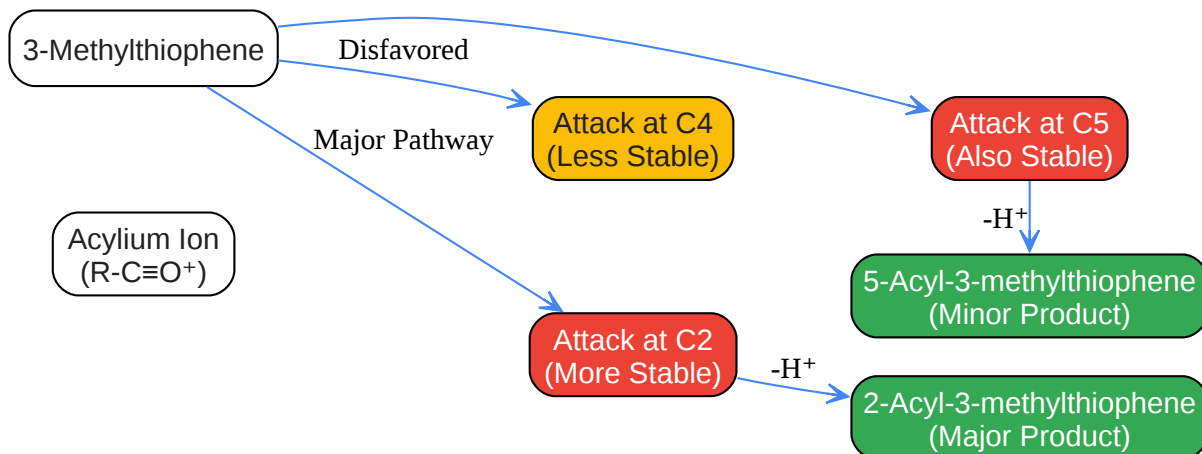 3-Methylthiophene
Disfavored
Major Pathway
Attack at C4
(Less Stable)
Attack at C5
(Also Stable)
-H⁺
Acylium Ion
(R-C≡O⁺)
5-Acyl-3-methylthiophene
(Minor Product)
Attack at C2
(More Stable)
-H⁺
2-Acyl-3-methylthiophene
(Major Product)